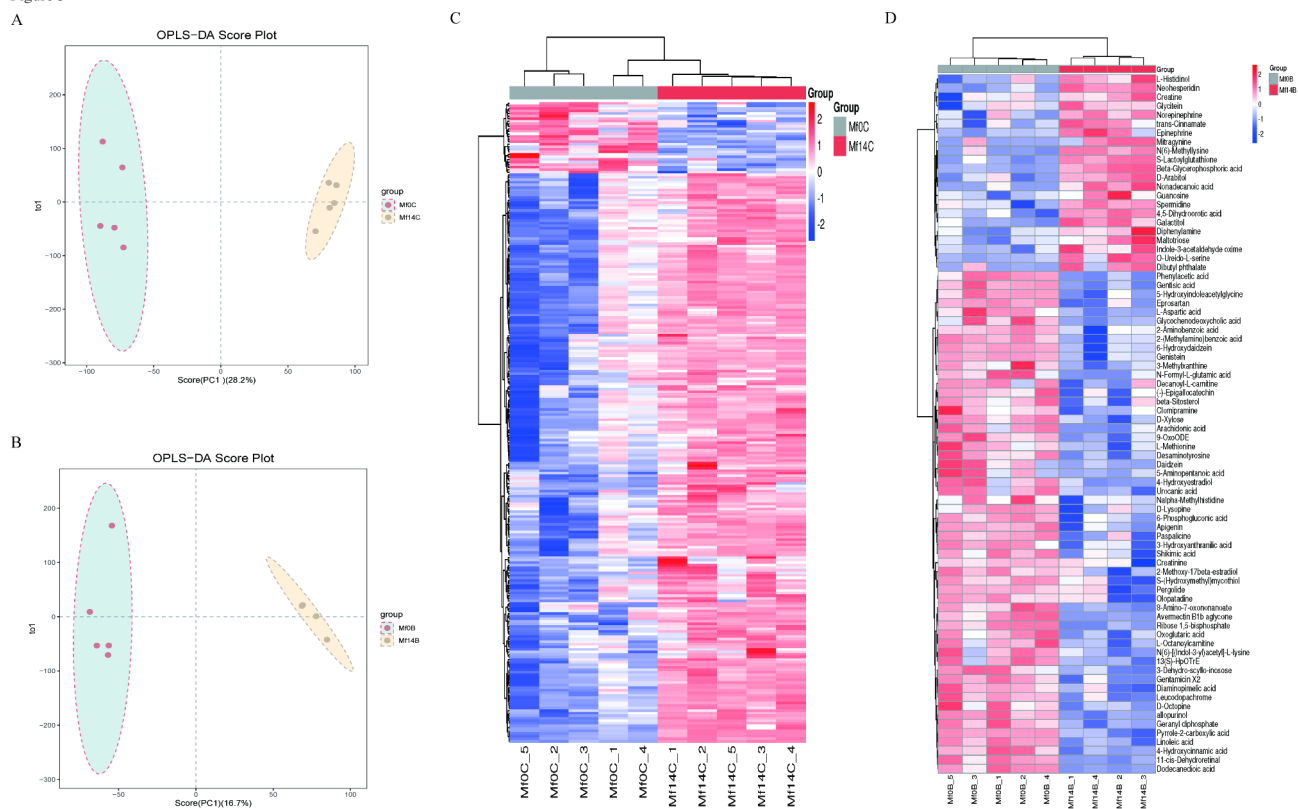 A
OPLS-DA Score Plot
200
100
0
-100
-200
-300
to1
-100
-50
0
50
100
Score(PC1 )(28.2%)
group
Mf0C
Mf14C
B
OPLS-DA Score Plot
200
100
0
-100
-200
-300
to1
-50
0
50
100
Score(PC1)(16.7%)
group
Mf0B
Mf14B
C
Group
2
1
0
-1
-2
Group
Mf0C
Mf14C
Mf0C_5
Mf0C_2
Mf0C_3
Mf0C_1
Mf0C_4
Mf14C_1
Mf14C_2
Mf14C_5
Mf14C_3
Mf14C_4
D
Group
2
1
0
-1
-2
Group
Mf0B
Mf14B
L-Histidinol
Neohesperidin
Creatine
Glycitein
Norepinephrine
trans-Cinnamate
Epinephrine
Mitragynine
N(6)-Methyllysine
S-Lactoylglutathione
Beta-Glycerophosphoric acid
D-Arabitol
Nonadecanoic acid
Guanosine
Spermidine
4,5-Dihydroorotic acid
Galactitol
Diphenylamine
Maltotriose
Indole-3-acetaldehyde oxime
O-Ureido-L-serine
Dibutyl phthalate
Phenylacetic acid
Gentisic acid
5-Hydroxyindoleacetylglycine
Eprosartan
L-Aspartic acid
Glycochenodeoxycholic acid
2-Aminobenzoic acid
2-(Methylamino)benzoic acid
6-Hydroxydaidzein
Genistein
3-Methylxanthine
N-Formyl-L-glutamic acid
Decanoyl-L-carnitine
(-)-Epigallocatechin
beta-Sitosterol
Clomipramine
D-Xylose
Arachidonic acid
9-OxoODE
L-Methionine
Desaminotyrosine
Daidzein
5-Aminopentanoic acid
4-Hydroxyestradiol
Urocanic acid
Nalpha-Methylhistidine
D-Lysopine
6-Phosphogluconic acid
Apigenin
Paspalicine
3-Hydroxyanthranilic acid
Shikimic acid
Creatinine
2-Methoxy-17beta-estradiol
S-(Hydroxymethyl)mycothiol
Pergolide
Olopatadine
8-Amino-7-oxononanoate
Avermectin B1b aglycone
Ribose 1,5-bisphosphate
Oxoglutaric acid
L-Octanoylcarnitine
N(6)-[(Indol-3-yl)acetyl]-L-lysine
13(S)-HpOTrE
3-Dehydro-scyllo-inosose
Gentamicin X2
Diaminopimelic acid
Leucodopachrome
D-Octopine
allopurinol
Geranyl diphosphate
Pyrrole-2-carboxylic acid
Linoleic acid
4-Hydroxycinnamic acid
11-cis-Dehydroretinal
Dodecanedioic acid
Mf0B_5
Mf0B_3
Mf0B_1
Mf0B_2
Mf0B_4
Mf14B_1
Mf14B_4
Mf14B_2
Mf14B_3